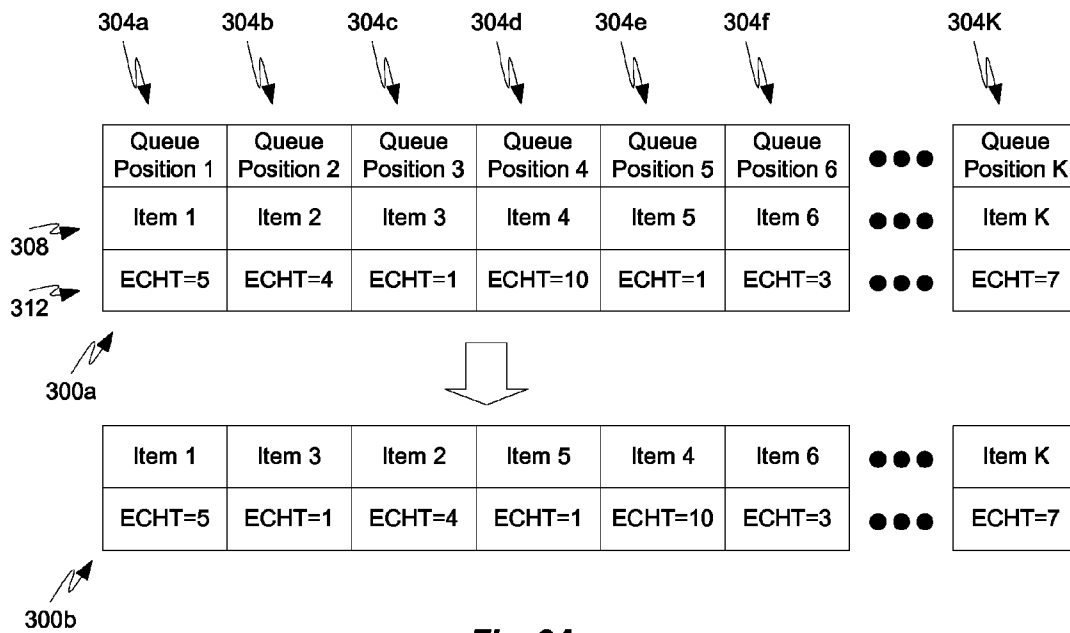 304a 304b 304c 304d 304e 304f 304K
Queue Position 1 Queue Position 2 Queue Position 3 Queue Position 4 Queue Position 5 Queue Position 6 Queue Position K
308 Item 1 Item 2 Item 3 Item 4 Item 5 Item 6 Item K
312 ECHT=5 ECHT=4 ECHT=1 ECHT=10 ECHT=1 ECHT=3 ECHT=7
300a
Item 1 Item 3 Item 2 Item 5 Item 4 Item 6 Item K
ECHT=5 ECHT=1 ECHT=4 ECHT=1 ECHT=10 ECHT=3 ECHT=7
300b